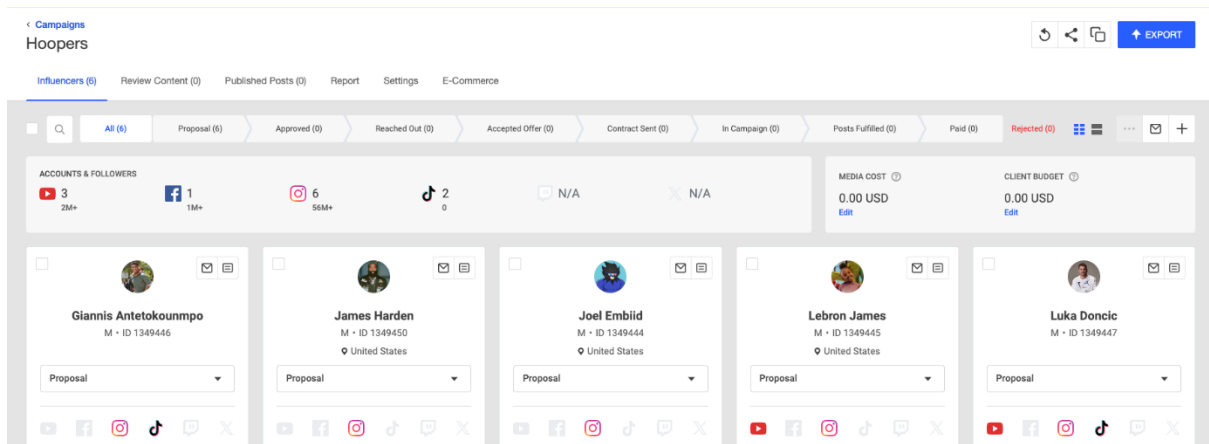 ‹ Campaigns
Hoopers
EXPORT
Influencers (6) Review Content (0) Published Posts (0) Report Settings E-Commerce
All (6) Proposal (6) Approved (0) Reached Out (0) Accepted Offer (0) Contract Sent (0) In Campaign (0) Posts Fulfilled (0) Paid (0) Rejected (0)
ACCOUNTS & FOLLOWERS
3 1 6 2 N/A N/A
2M+ 1M+ 56M+ 0
MEDIA COST CLIENT BUDGET
0.00 USD 0.00 USD
Edit Edit
Giannis Antetokounmpo James Harden Joel Embiid Lebron James Luka Doncic
M • ID 1349446 M • ID 1349450 M • ID 1349444 M • ID 1349445 M • ID 1349447
United States United States United States
Proposal Proposal Proposal Proposal Proposal